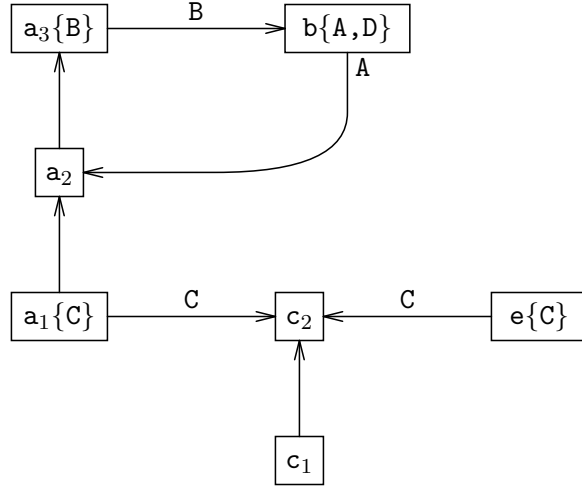 B
a₃{B} b{A,D}
A
a₂
C C
a₁{C} c₂ e{C}
c₁